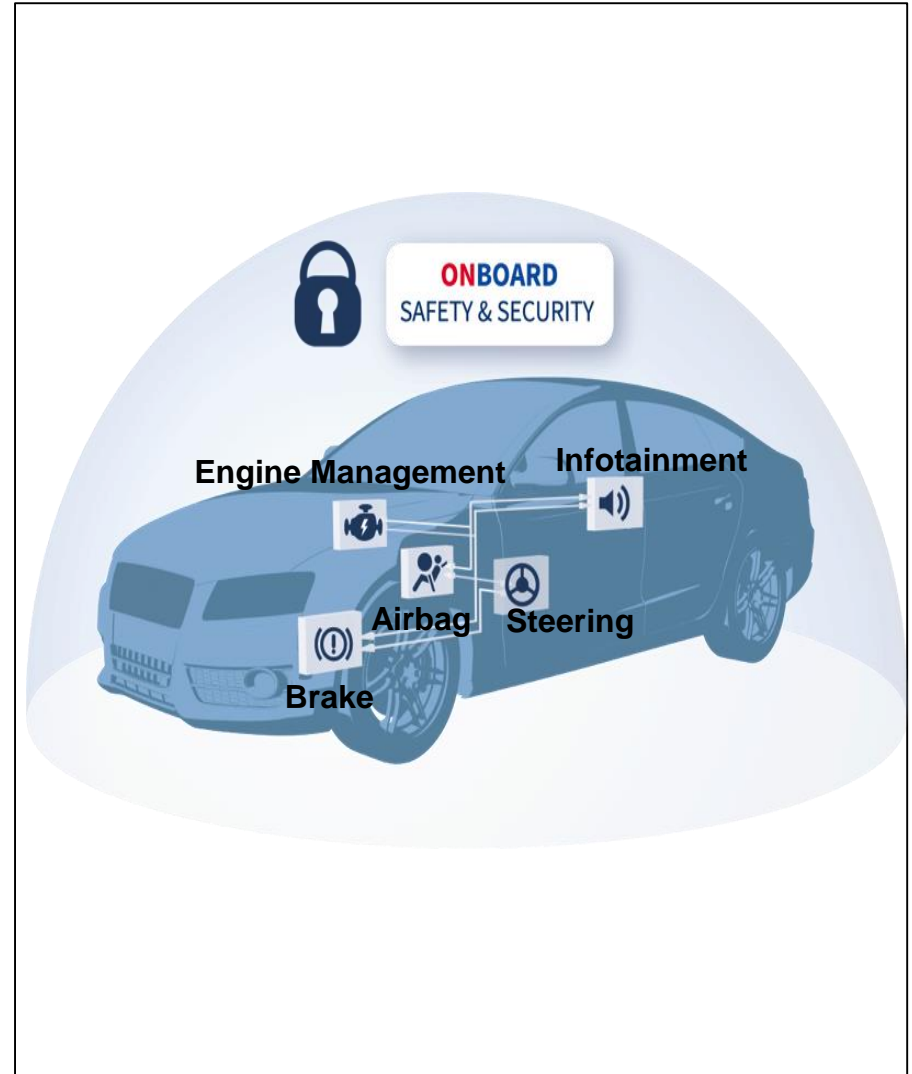 ONBOARD
SAFETY & SECURITY
Engine Management
Infotainment
Airbag
Steering
Brake